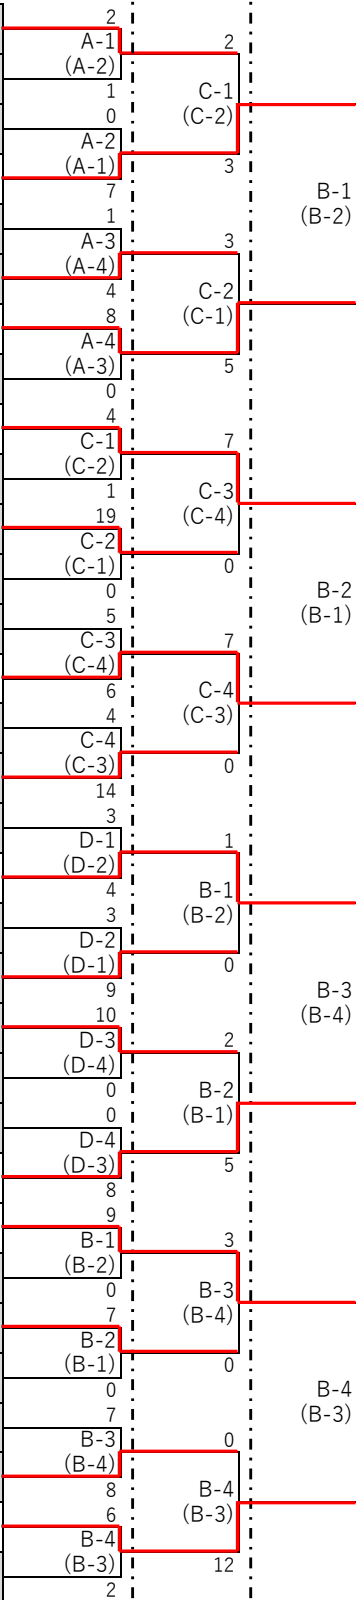 2
A-1
(A-2)
1
0
A-2
(A-1)
7
1
A-3
(A-4)
4
8
A-4
(A-3)
0
4
C-1
(C-2)
1
19
C-2
(C-1)
0
5
C-3
(C-4)
6
4
C-4
(C-3)
14
3
D-1
(D-2)
4
3
D-2
(D-1)
9
10
D-3
(D-4)
0
0
D-4
(D-3)
8
9
B-1
(B-2)
0
7
B-2
(B-1)
0
7
B-3
(B-4)
8
6
B-4
(B-3)
2
2
C-1
(C-2)
3
3
C-2
(C-1)
5
7
C-3
(C-4)
0
7
C-4
(C-3)
0
1
B-1
(B-2)
0
2
B-2
(B-1)
5
3
B-3
(B-4)
0
0
B-4
(B-3)
12
B-1
(B-2)
B-2
(B-1)
B-3
(B-4)
B-4
(B-3)